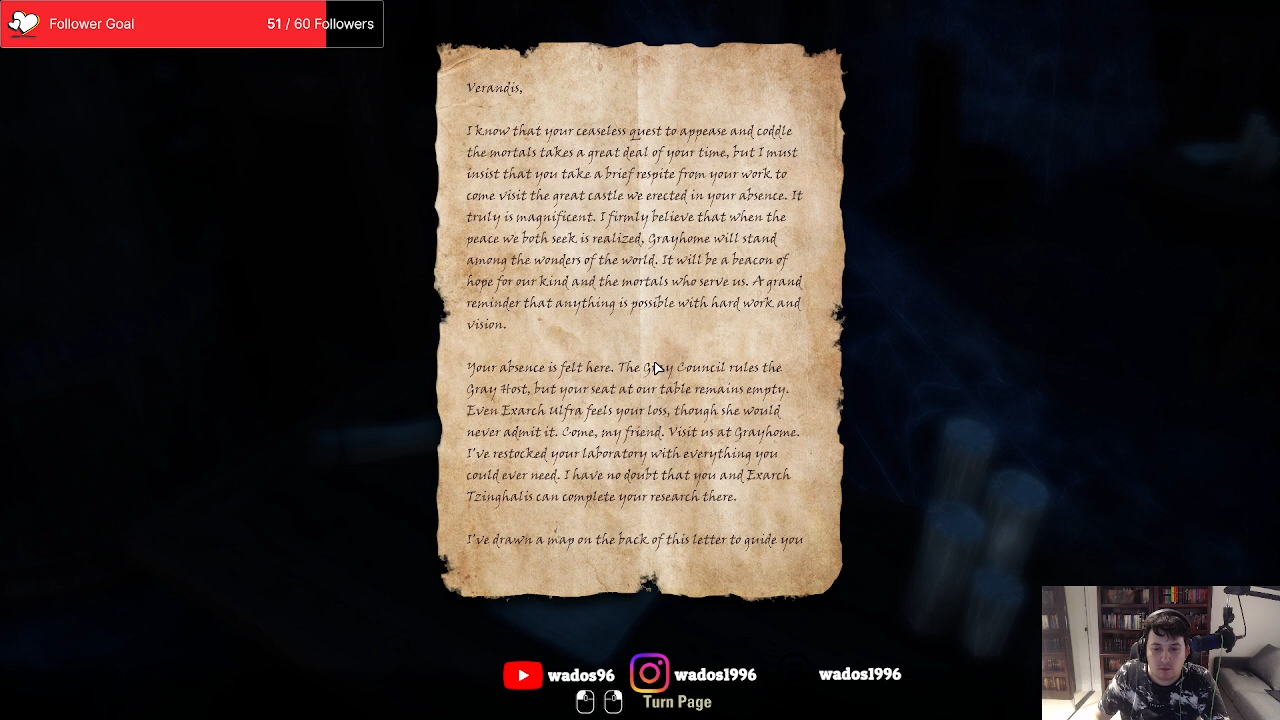 Follower Goal
51 / 60 Followers
Verandis,
I know that your ceaseless quest to appease and coddle
the mortals takes a great deal of your time, but I must
insist that you take a brief respite from your work to
come visit the great castle we erected in your absence. It
truly is magnificent. I firmly believe that when the
peace we both seek is realized, Grayhome will stand
among the wonders of the world. It will be a beacon of
hope for our kind and the mortals who serve us. A grand
reminder that anything is possible with hard work and
vision.
Your absence is felt here. The Gray Council rules the
Gray Host, but your seat at our table remains empty.
Even Exarch Ulfra feels your loss, though she would
never admit it. Come, my friend. Visit us at Grayhome.
I've restocked your laboratory with everything you
could ever need. I have no doubt that you and Exarch
Tzinghalis can complete your research there.
I've drawn a map on the back of this letter to guide you
wados96 wados1996 wados1996
Turn Page